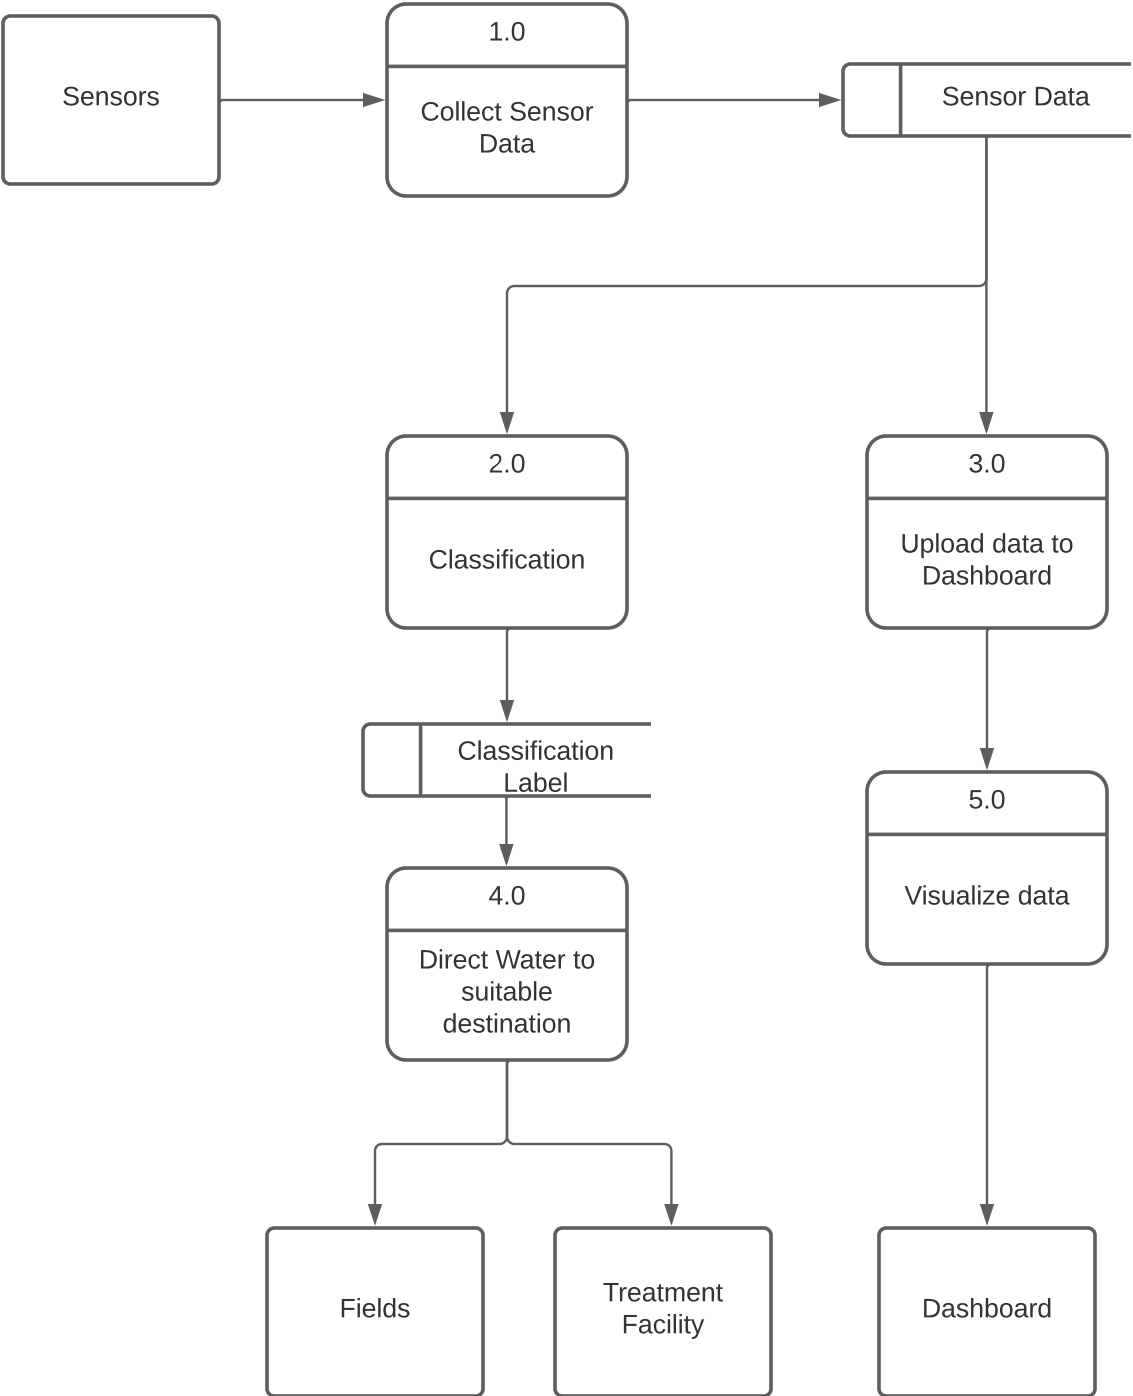 Sensors
1.0
Collect Sensor
Data
Sensor Data
2.0
Classification
3.0
Upload data to
Dashboard
Classification
Label
4.0
Direct Water to
suitable
destination
5.0
Visualize data
Fields
Treatment
Facility
Dashboard